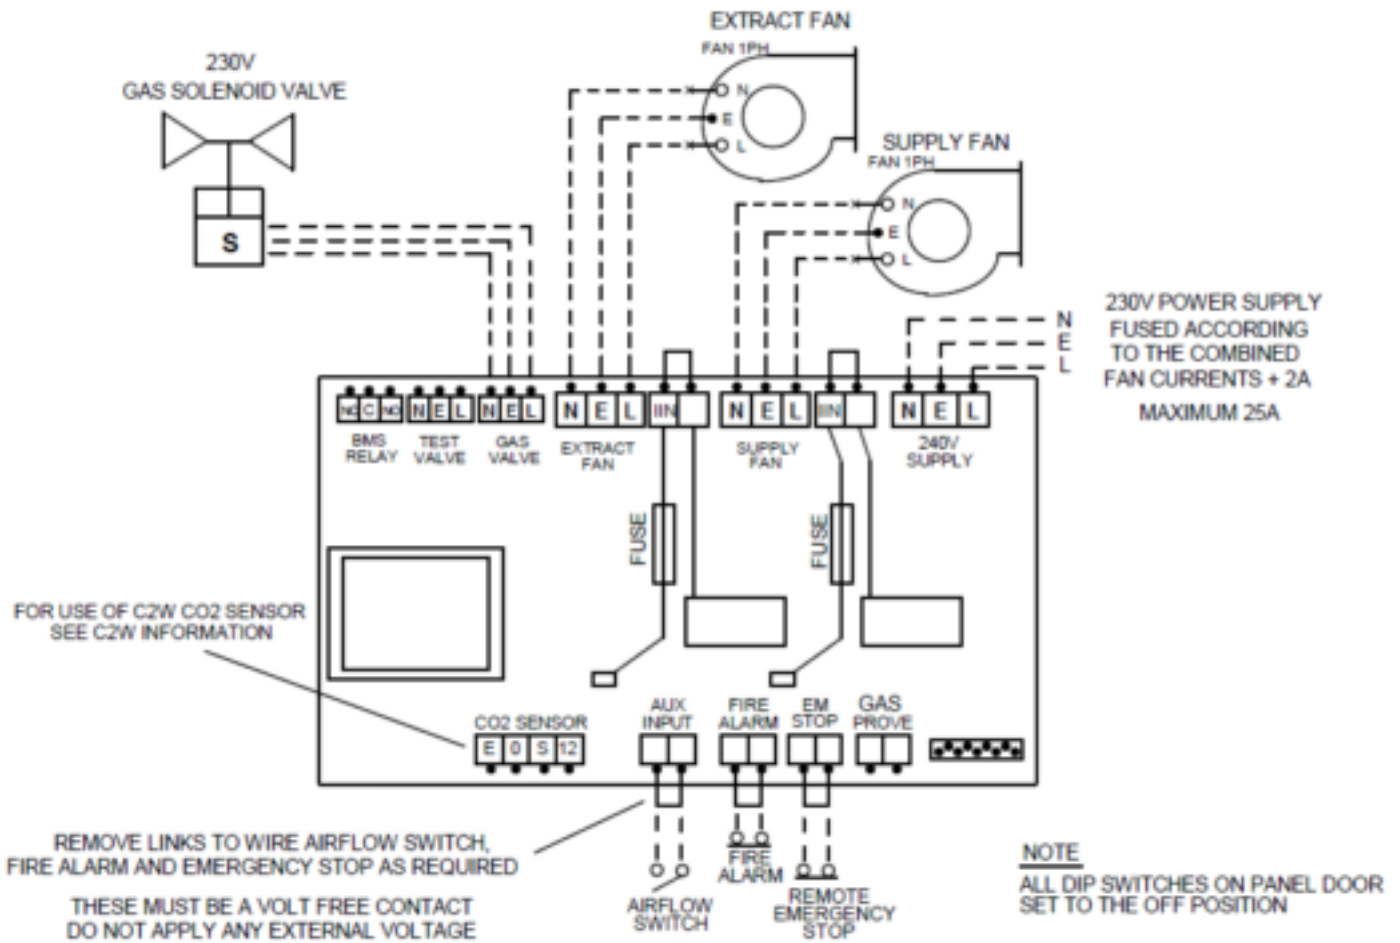 EXTRACT FAN
FAN 1PH
N
E
L
230V
GAS SOLENOID VALVE
S
SUPPLY FAN
FAN 1PH
N
E
L
230V POWER SUPPLY
FUSED ACCORDING
TO THE COMBINED
FAN CURRENTS + 2A
MAXIMUM 25A
N
E
L
NC C NO
BMS
RELAY
N E L
TEST
VALVE
N E L
GAS
VALVE
N E L
EXTRACT
FAN
N E L
SUPPLY
FAN
N E L
240V
SUPPLY
FUSE
FUSE
FOR USE OF C2W CO2 SENSOR
SEE C2W INFORMATION
CO2 SENSOR
E 0 S 12
AUX
INPUT
FIRE
ALARM
EM
STOP
GAS
PROVE
REMOVE LINKS TO WIRE AIRFLOW SWITCH,
FIRE ALARM AND EMERGENCY STOP AS REQUIRED
THESE MUST BE A VOLT FREE CONTACT
DO NOT APPLY ANY EXTERNAL VOLTAGE
AIRFLOW
SWITCH
FIRE
ALARM
REMOTE
EMERGENCY
STOP
NOTE
ALL DIP SWITCHES ON PANEL DOOR
SET TO THE OFF POSITION